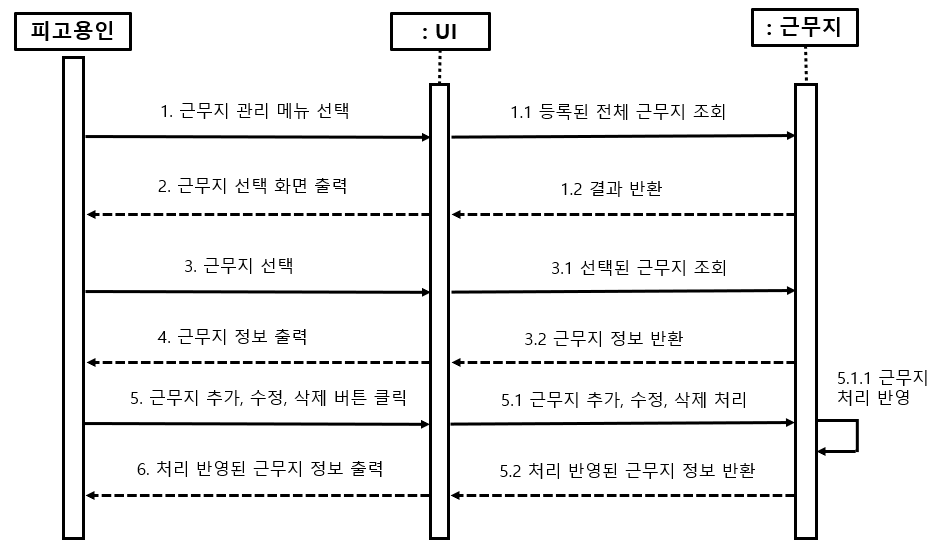 피고용인
: UI
: 근무지
1. 근무지 관리 메뉴 선택
1.1 등록된 전체 근무지 조회
2. 근무지 선택 화면 출력
1.2 결과 반환
3. 근무지 선택
3.1 선택된 근무지 조회
4. 근무지 정보 출력
3.2 근무지 정보 반환
5. 근무지 추가, 수정, 삭제 버튼 클릭
5.1 근무지 추가, 수정, 삭제 처리
5.1.1 근무지
처리 반영
6. 처리 반영된 근무지 정보 출력
5.2 처리 반영된 근무지 정보 반환